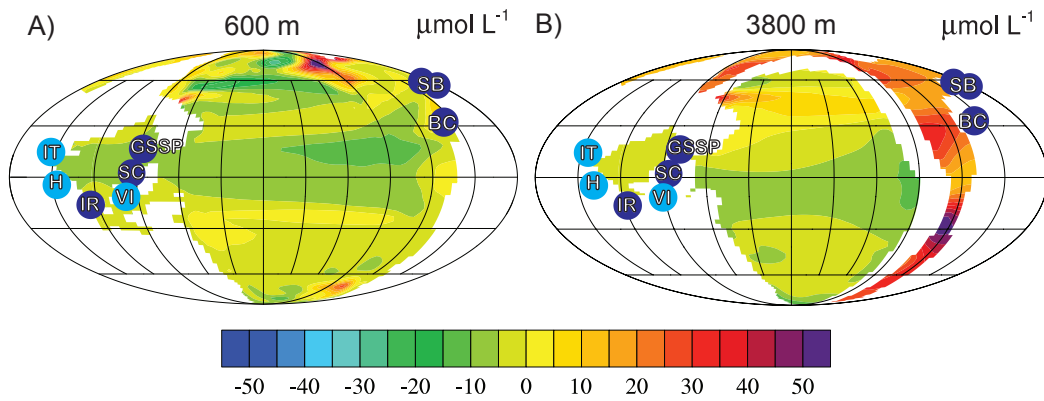 A) 600 m μmol L-1
B) 3800 m μmol L-1
SB
BC
IT
GSSP
SC
H
VI
IR
SB
BC
IT
GSSP
SC
H
VI
IR
-50 -40 -30 -20 -10 0 10 20 30 40 50